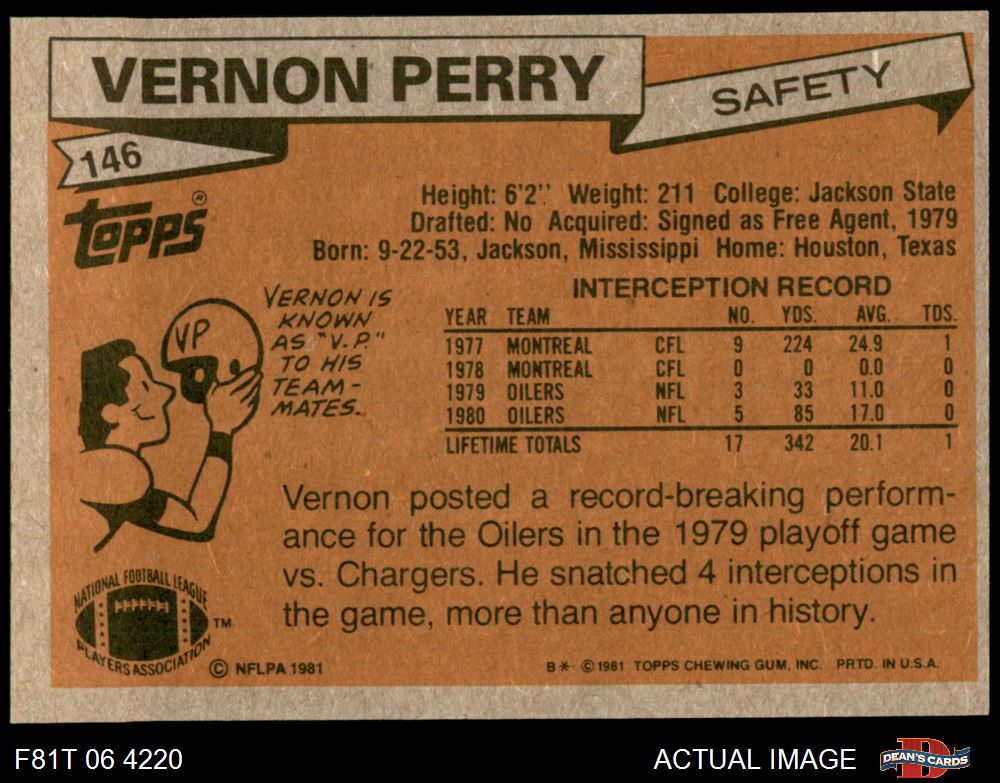 VERNON PERRY
SAFETY
146
TOPPS ®
Height: 6'2" Weight: 211 College: Jackson State
Drafted: No Acquired: Signed as Free Agent, 1979
Born: 9-22-53, Jackson, Mississippi Home: Houston, Texas
VERNON IS
KNOWN
AS "V.P."
TO HIS
TEAM-
MATES.
VP
INTERCEPTION RECORD
YEAR TEAM NO. YDS. AVG. TDS.
1977 MONTREAL CFL 9 224 24.9 1
1978 MONTREAL CFL 0 0 0.0 0
1979 OILERS NFL 3 33 11.0 0
1980 OILERS NFL 5 85 17.0 0
LIFETIME TOTALS 17 342 20.1 1
Vernon posted a record-breaking perform-
ance for the Oilers in the 1979 playoff game
vs. Chargers. He snatched 4 interceptions in
the game, more than anyone in history.
NATIONAL FOOTBALL LEAGUE
PLAYERS ASSOCIATION
TM
© NFLPA 1981
B* © 1981 TOPPS CHEWING GUM, INC. PRTD. IN U.S.A.
F81T 06 4220
ACTUAL IMAGE
DEAN'S CARDS